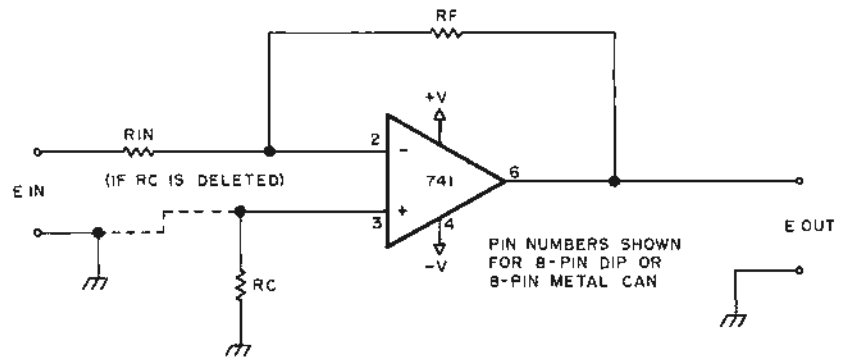 RF
+V
RIN
2
-
(IF RC IS DELETED)
741
6
E IN
+
3
4
-V
E OUT
PIN NUMBERS SHOWN
FOR 8-PIN DIP OR
8-PIN METAL CAN
RC